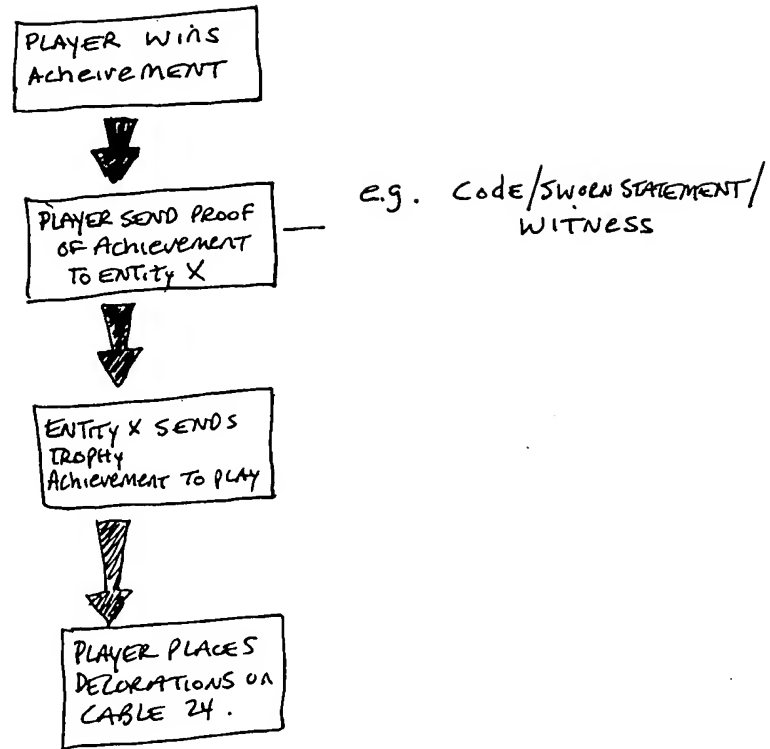 PLAYER WINS
AcheiveMENT
PLAYER SEND PROOF
OF AchieveMENT
TO ENTITY X
e.g. Code/SWORN STATEMENT/
WITNESS
ENTITY X SENDS
TROPHY
AchieveMENT TO PLAY
PLAYER PLACES
DECORATIONS ON
CABLE 24.